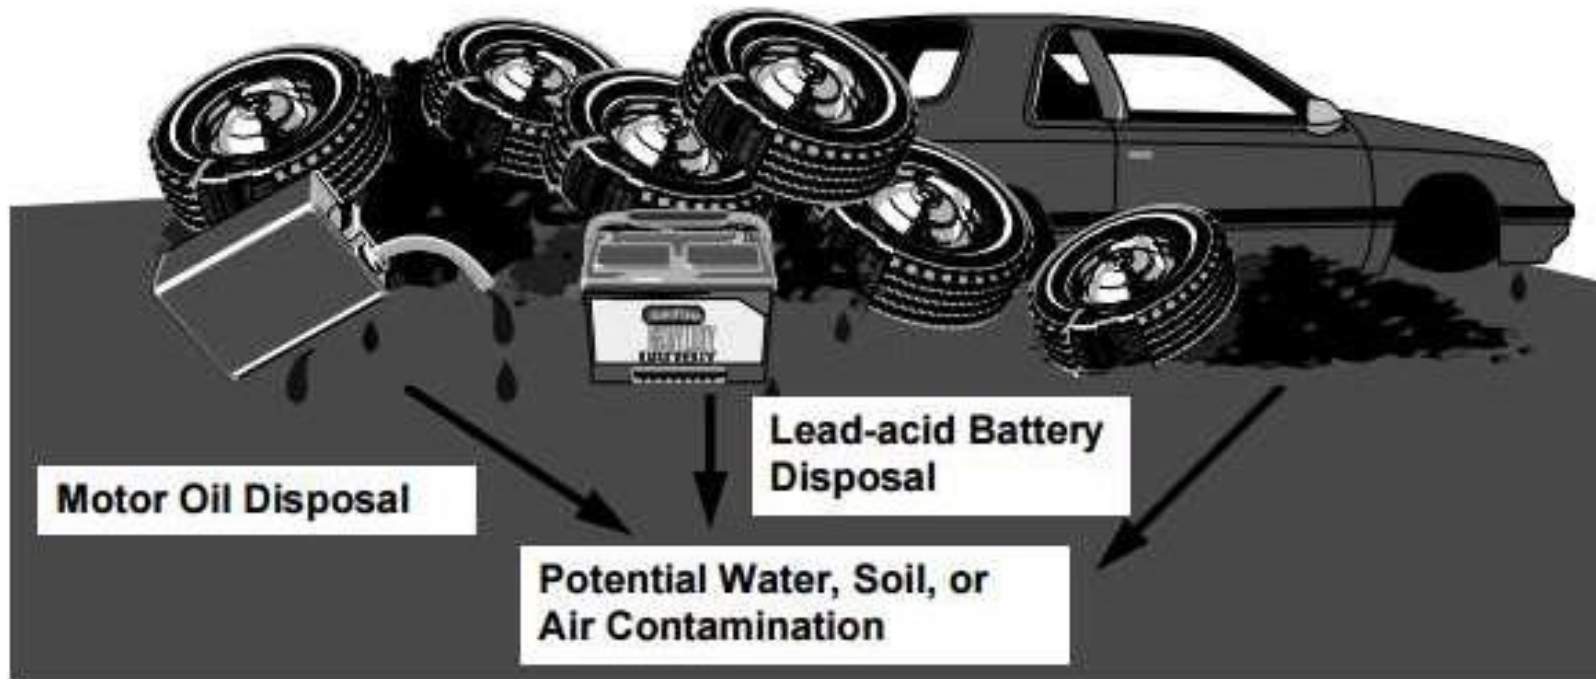 Motor Oil Disposal
Lead-acid Battery
Disposal
Potential Water, Soil, or
Air Contamination